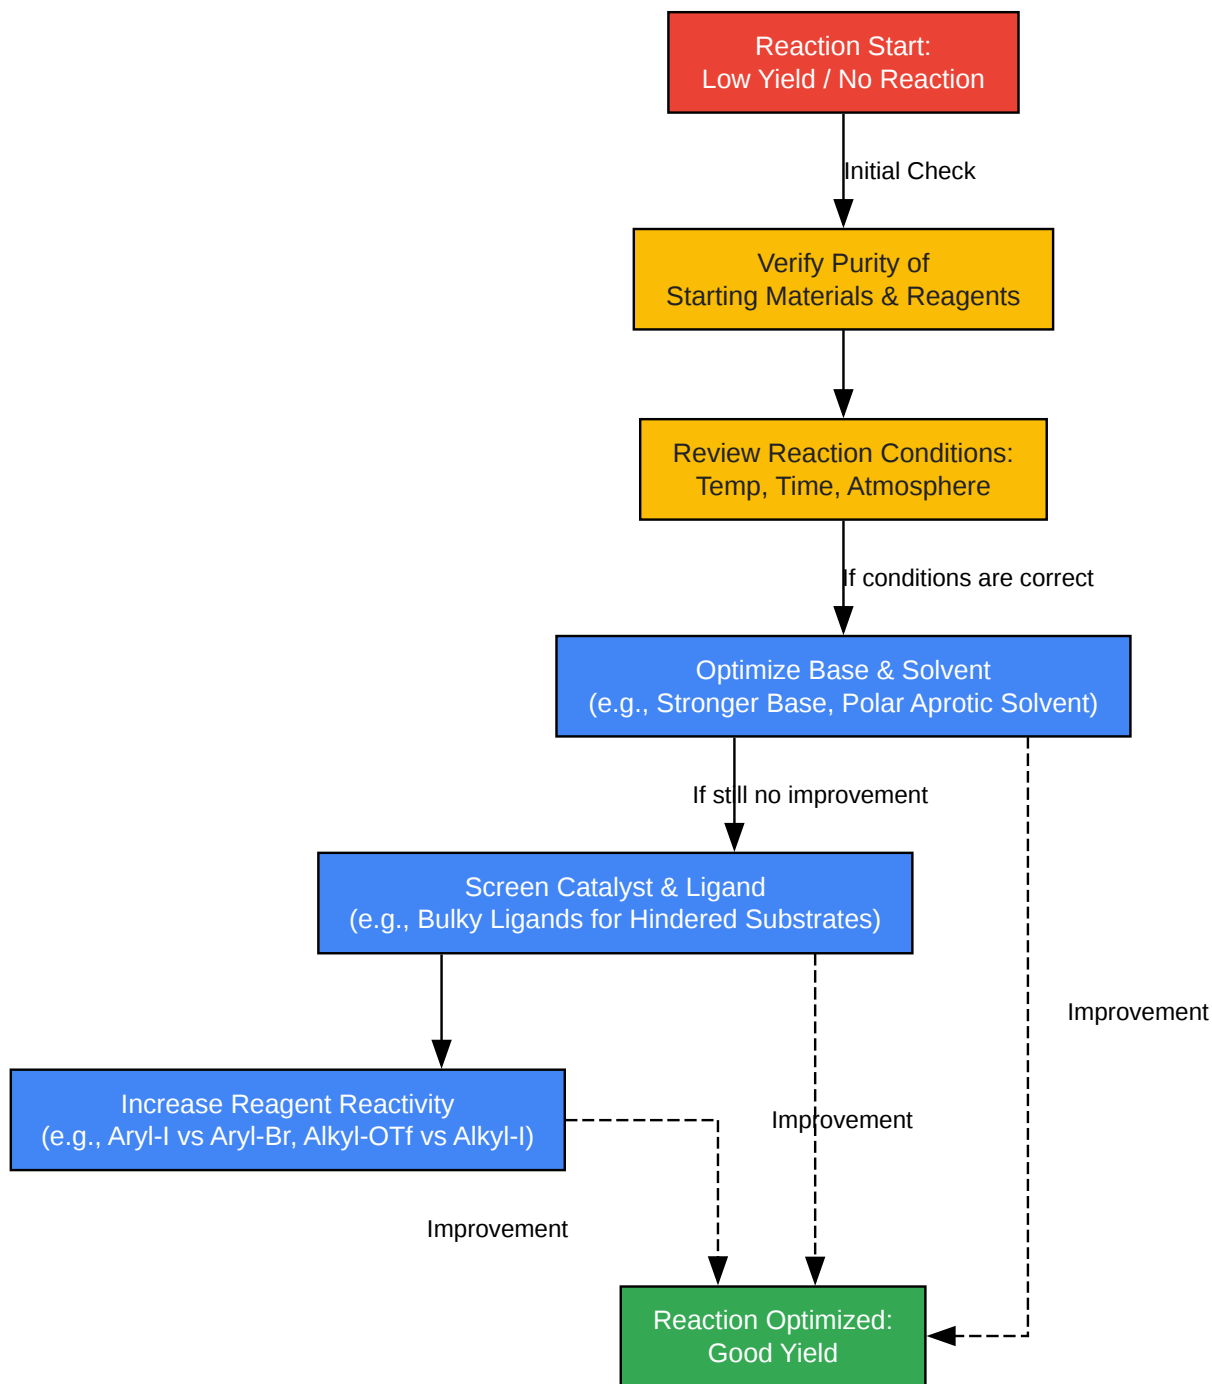 Reaction Start:
Low Yield / No Reaction
Initial Check
Verify Purity of
Starting Materials & Reagents
Review Reaction Conditions:
Temp, Time, Atmosphere
If conditions are correct
Optimize Base & Solvent
(e.g., Stronger Base, Polar Aprotic Solvent)
If still no improvement
Screen Catalyst & Ligand
(e.g., Bulky Ligands for Hindered Substrates)
Improvement
Increase Reagent Reactivity
(e.g., Aryl-I vs Aryl-Br, Alkyl-OTf vs Alkyl-I)
Improvement
Improvement
Reaction Optimized:
Good Yield